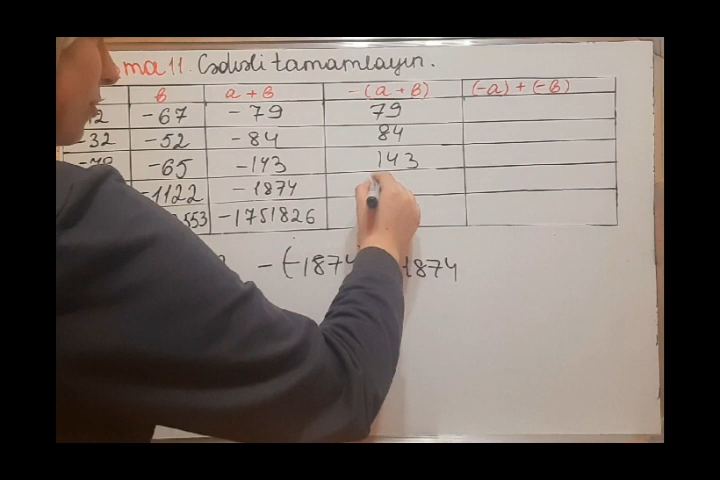 ma 11. Cədvəli tamamlayın.
b a + b -(a + b) (-a) + (-b)
12 -67 -79 79
-32 -52 -84 84
-65 -143 143
-1122 -1874
553 -1751826
-(-1874 1874